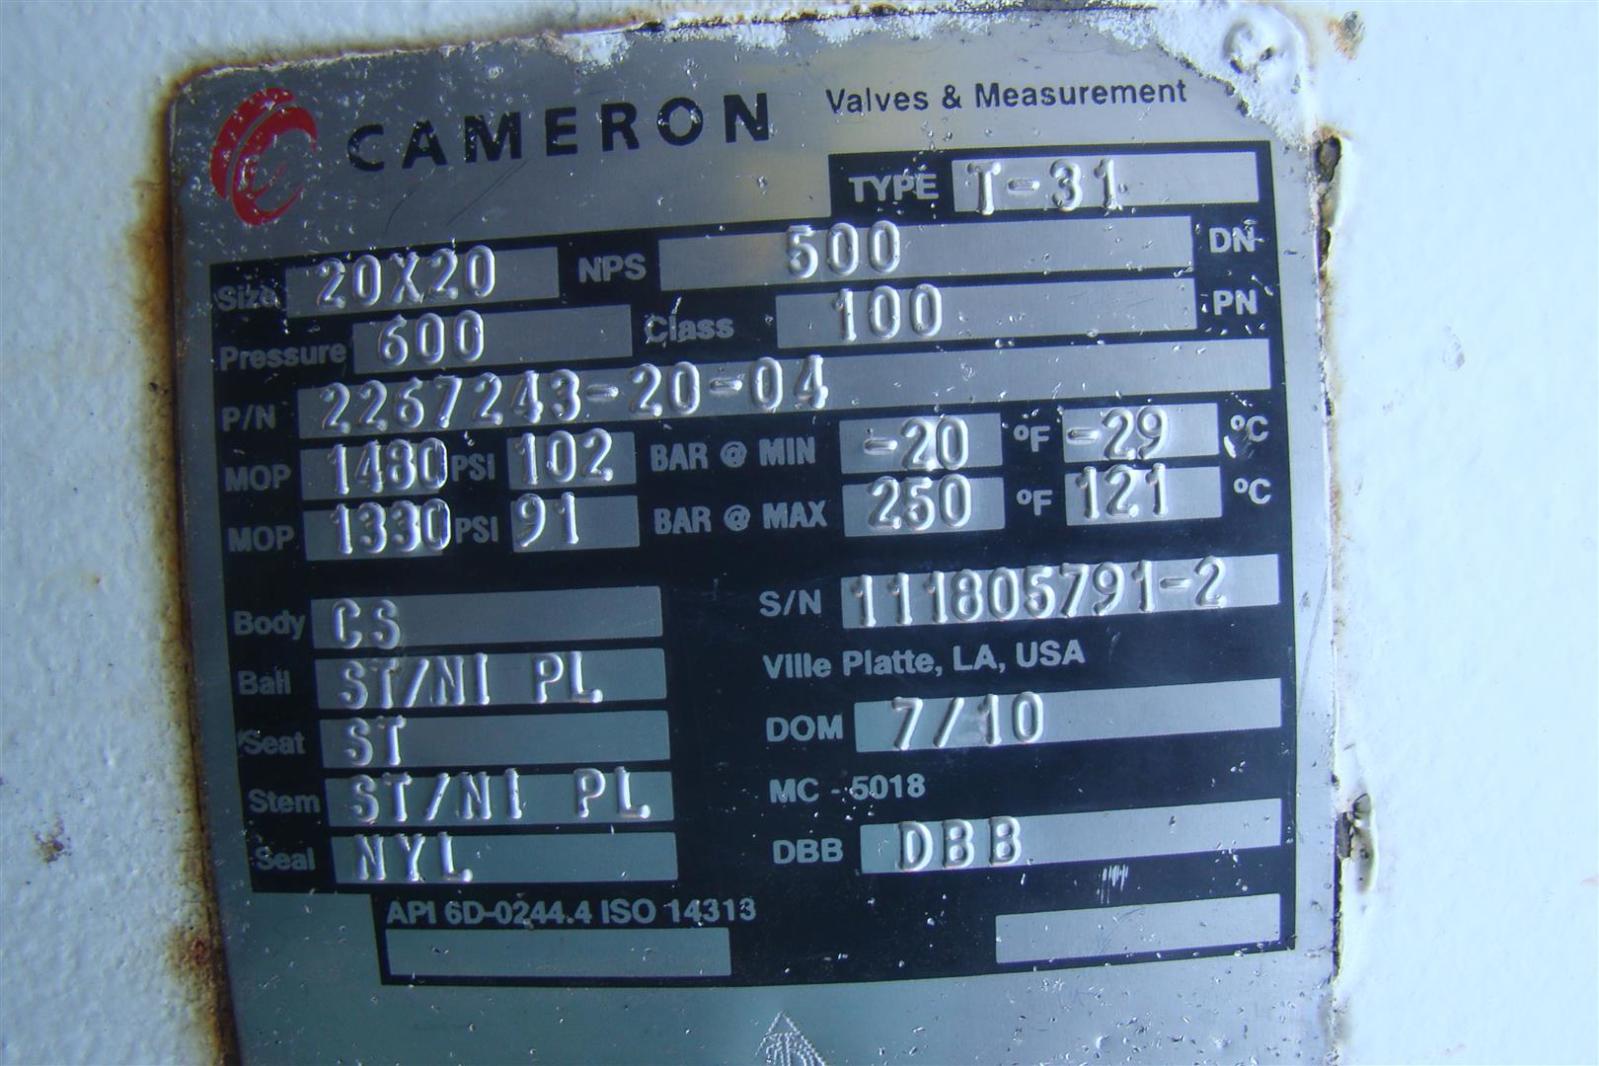 CAMERON Valves & Measurement
TYPE T-31
Size 20X20 NPS 500 DN
Pressure 600 Class 100 PN
P/N 2267243-20-04
MOP 1480 PSI 102 BAR @ MIN -20 °F -29 °C
MOP 1330 PSI 91 BAR @ MAX 250 °F 121 °C
Body CS
S/N 111805791-2
Ball ST/NI PL
Ville Platte, LA, USA
Seat ST
DOM 7/10
Stem ST/NI PL
MC - 5018
Seal NYL
DBB DBB
API 6D-0244.4 ISO 14313